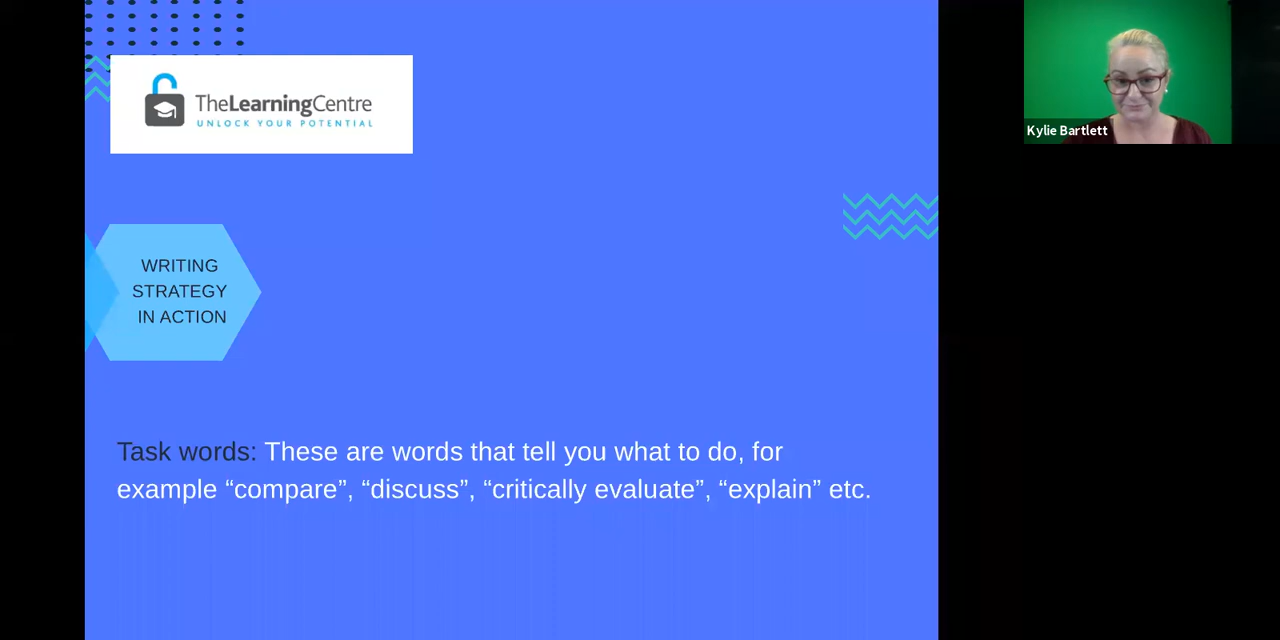 TheLearningCentre
UNLOCK YOUR POTENTIAL
Kylie Bartlett
WRITING
STRATEGY
IN ACTION
Task words: These are words that tell you what to do, for
example “compare”, “discuss”, “critically evaluate”, “explain” etc.